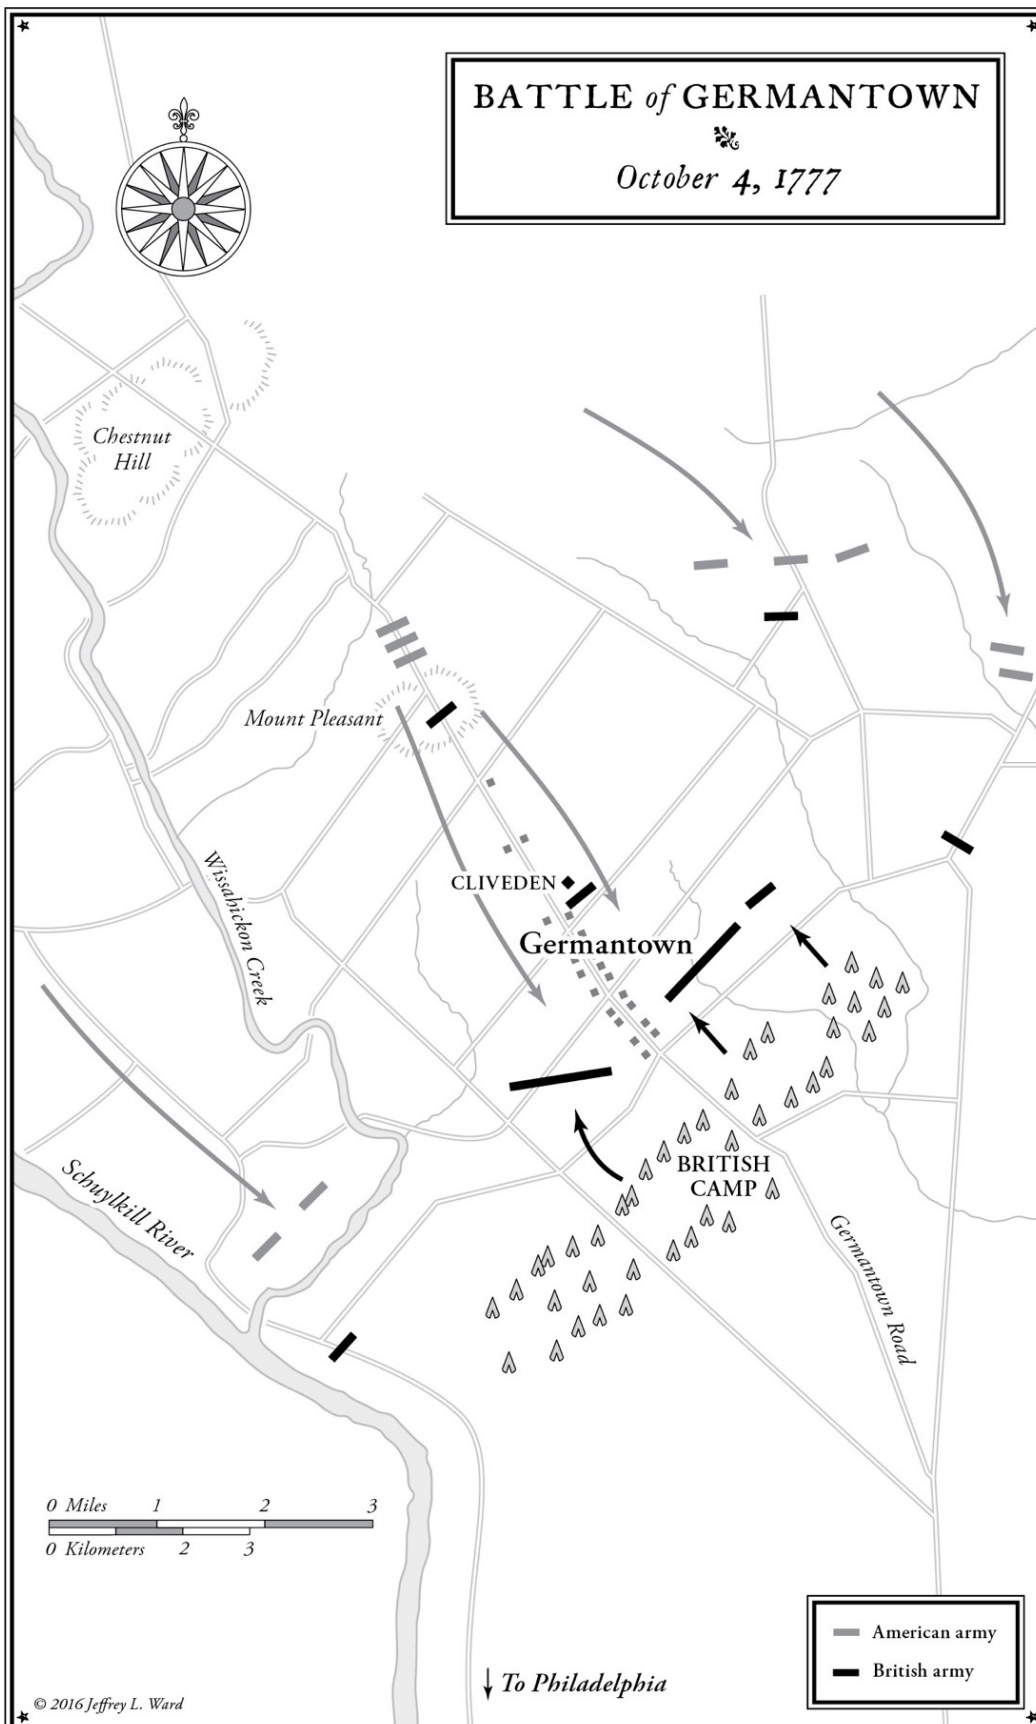 BATTLE of GERMANTOWN
October 4, 1777
Chestnut
Hill
Mount Pleasant
CLIVEDEN
Germantown
Wissahickon Creek
Schuylkill River
BRITISH
CAMP
Germantown Road
0 Miles 1 2 3
0 Kilometers 2 3
American army
British army
To Philadelphia
© 2016 Jeffrey L. Ward